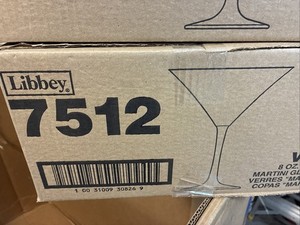 Libbey®
7512
1 00 31009 30824 9
8 OZ.
MARTINI GL
VERRES "MA
COPAS "MA